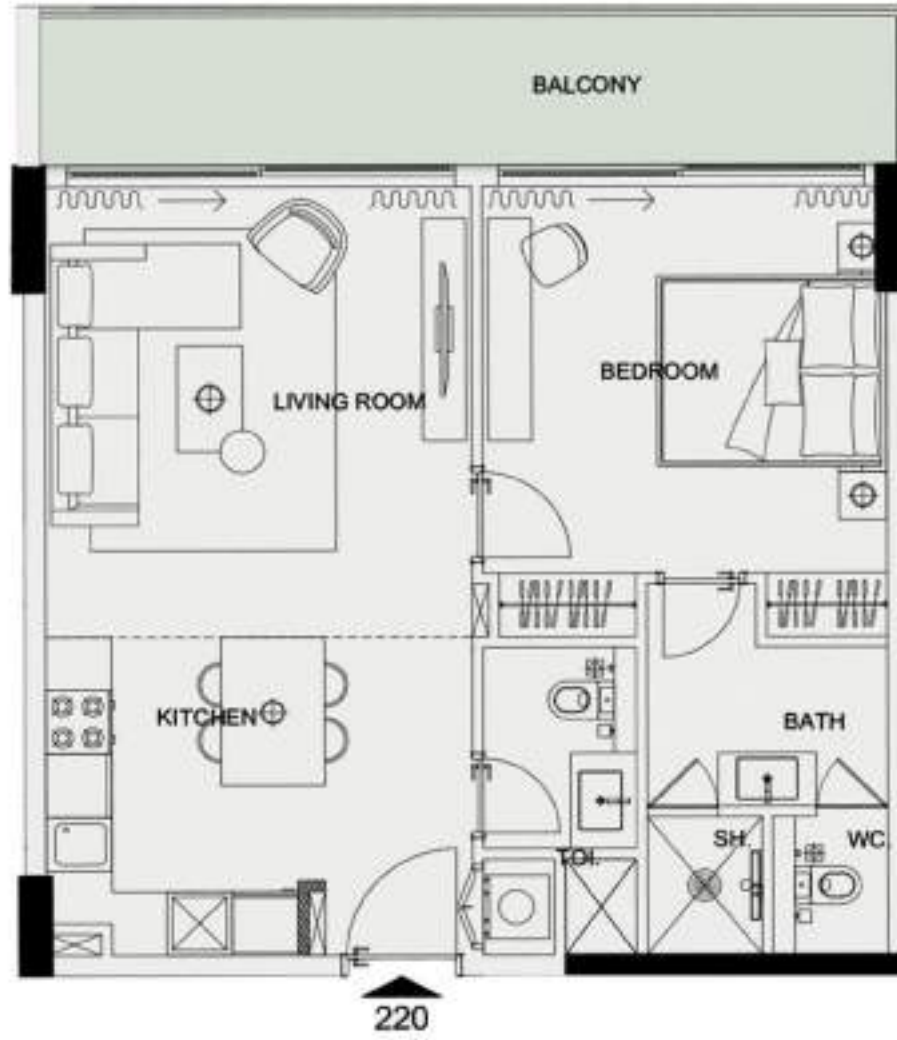 BALCONY
LIVING ROOM
BEDROOM
KITCHEN
BATH
TOI.
SH.
WC.
220